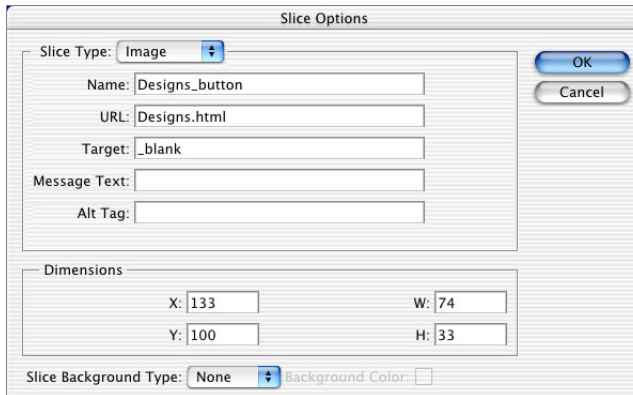 Slice Options
Slice Type: Image
OK
Name: Designs_button
Cancel
URL: Designs.html
Target: _blank
Message Text:
Alt Tag:
Dimensions
X: 133 W: 74
Y: 100 H: 33
Slice Background Type: None Background Color: